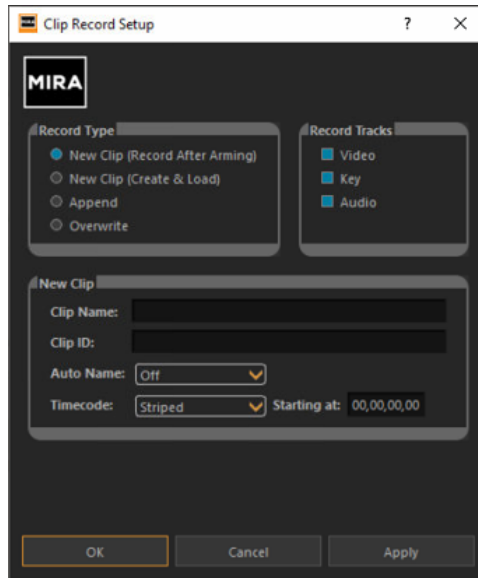 Clip Record Setup ?
MIRA
Record Type
New Clip (Record After Arming)
New Clip (Create & Load)
Append
Overwrite
Record Tracks
Video
Key
Audio
New Clip
Clip Name:
Clip ID:
Auto Name: Off
Timecode: Striped Starting at: 00,00,00,00
OK Cancel Apply